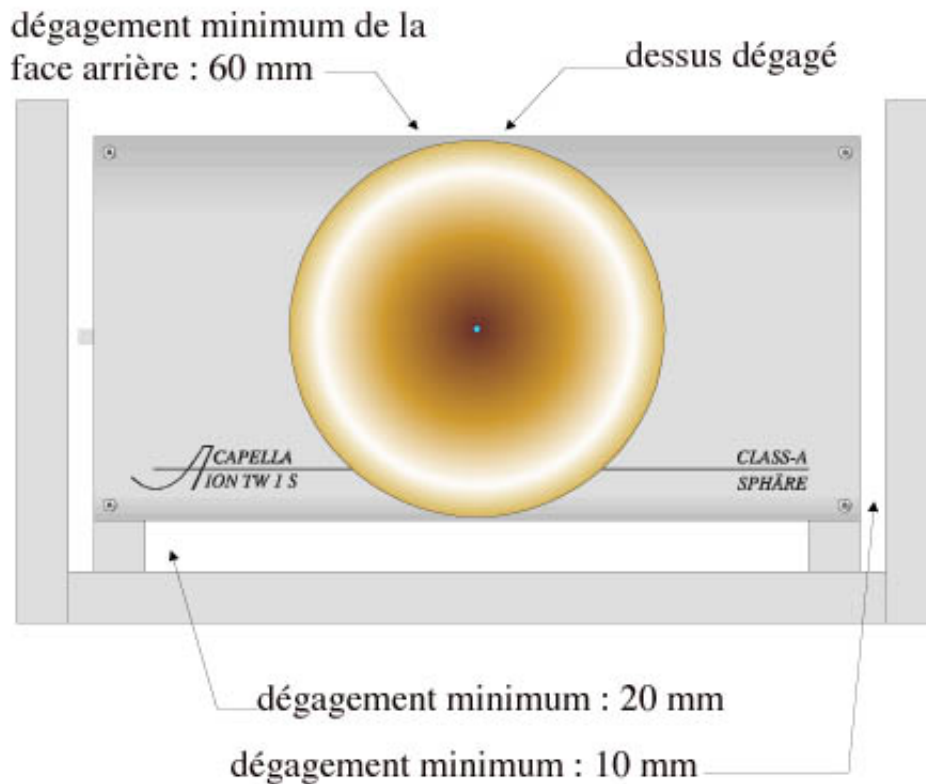 dégagement minimum de la
face arrière : 60 mm
dessus dégagé
ACAPELLA
ION TW 1 S
CLASS-A
SPHÄRE
dégagement minimum : 20 mm
dégagement minimum : 10 mm